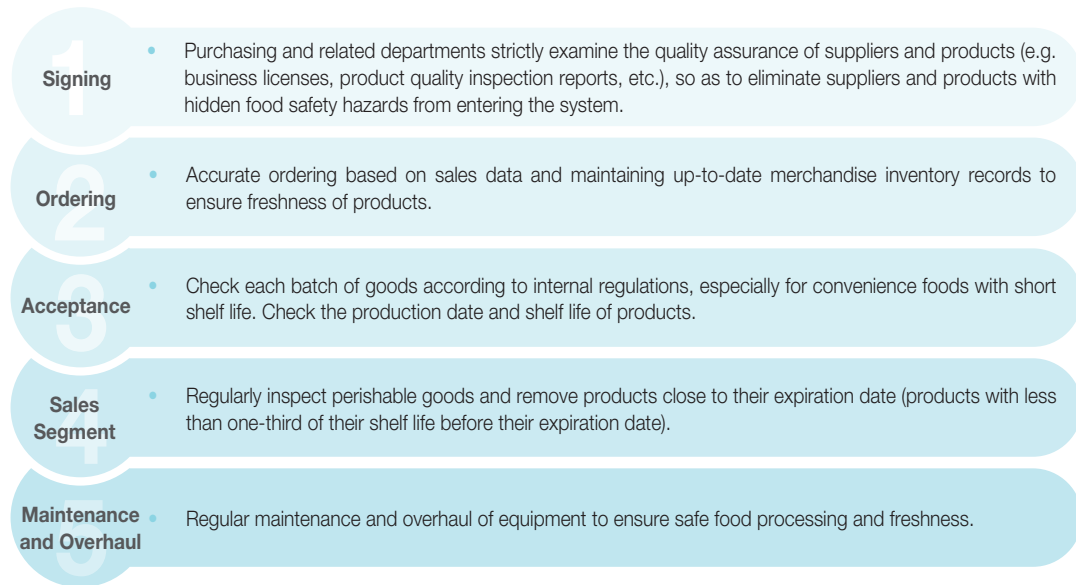 1
Signing
• Purchasing and related departments strictly examine the quality assurance of suppliers and products (e.g.
business licenses, product quality inspection reports, etc.), so as to eliminate suppliers and products with
hidden food safety hazards from entering the system.
2
Ordering
• Accurate ordering based on sales data and maintaining up-to-date merchandise inventory records to
ensure freshness of products.
3
Acceptance
• Check each batch of goods according to internal regulations, especially for convenience foods with short
shelf life. Check the production date and shelf life of products.
4
Sales
Segment
• Regularly inspect perishable goods and remove products close to their expiration date (products with less
than one-third of their shelf life before their expiration date).
5
Maintenance
and Overhaul
• Regular maintenance and overhaul of equipment to ensure safe food processing and freshness.